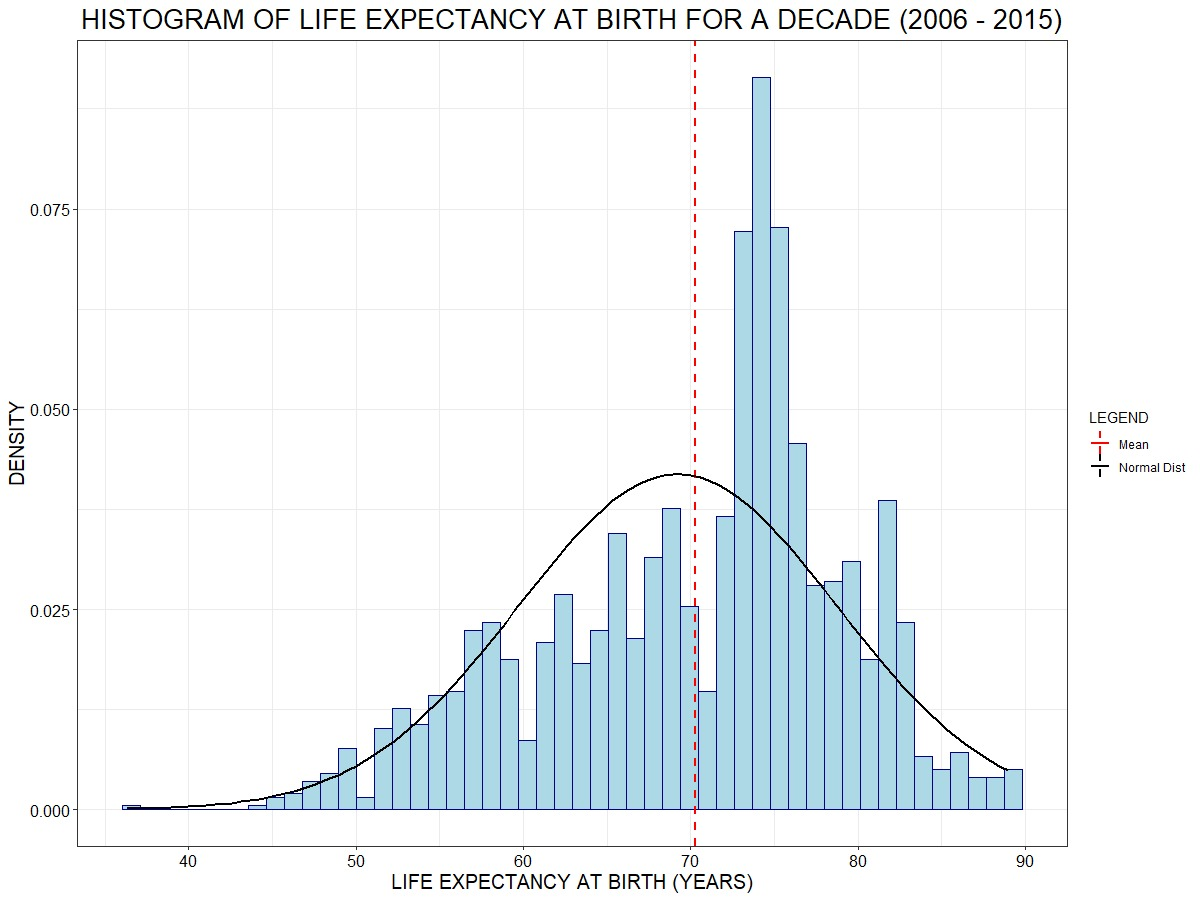 HISTOGRAM OF LIFE EXPECTANCY AT BIRTH FOR A DECADE (2006 - 2015)
DENSITY
0.075
0.050
0.025
0.000
40 50 60 70 80 90
LIFE EXPECTANCY AT BIRTH (YEARS)
LEGEND
Mean
Normal Dist